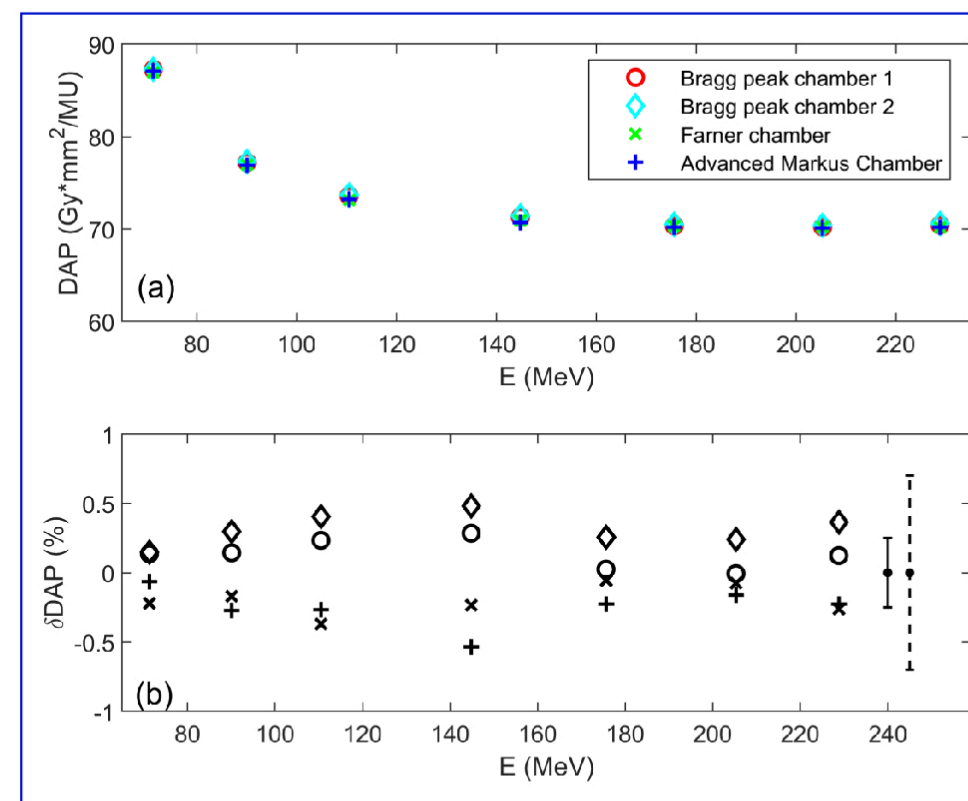 90
80
70
60
DAP (Gy*mm²/MU)
Bragg peak chamber 1
Bragg peak chamber 2
Farner chamber
Advanced Markus Chamber
(a)
80 100 120 140 160 180 200 220
E (MeV)
1
0.5
0
-0.5
-1
δDAP (%)
(b)
80 100 120 140 160 180 200 220 240
E (MeV)